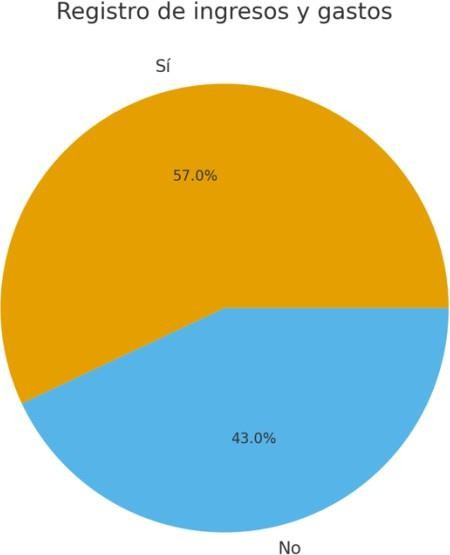 Registro de ingresos y gastos
Sí
57.0%
43.0%
No